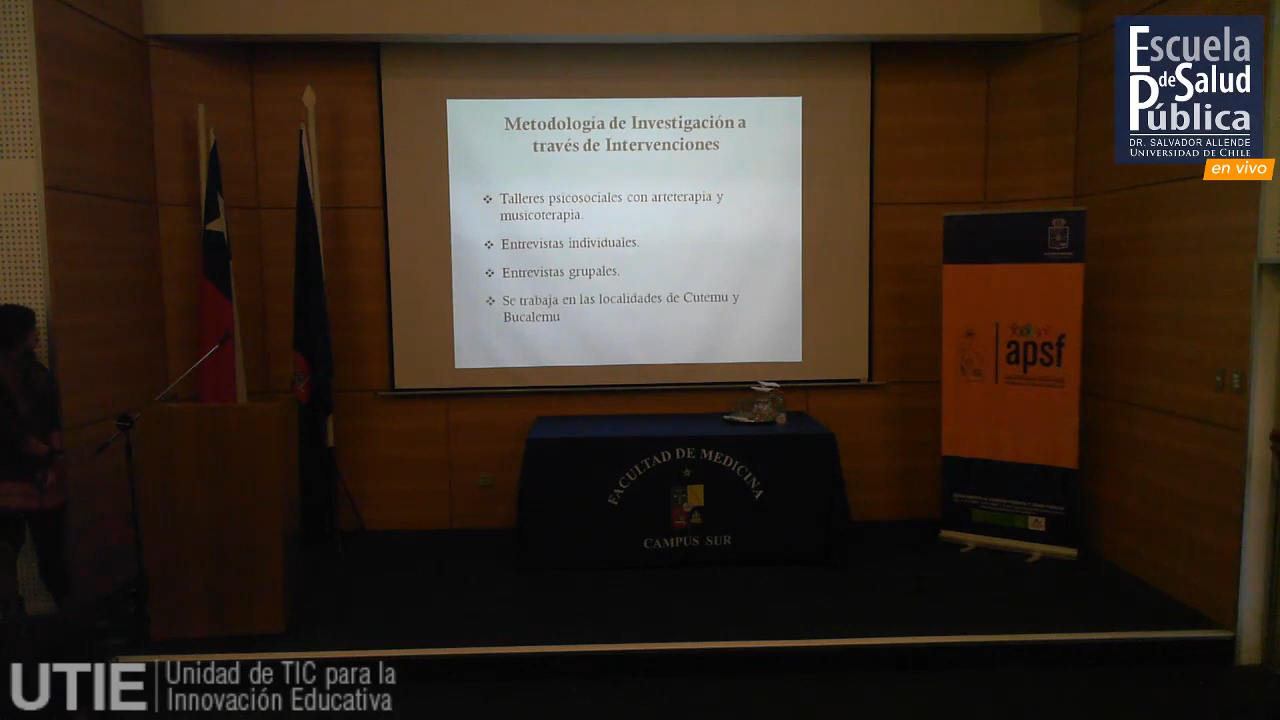 Metodología de Investigación a
través de Intervenciones
❖ Talleres psicosociales con arteterapia y
musicoterapia.
❖ Entrevistas individuales.
❖ Entrevistas grupales.
❖ Se trabaja en las localidades de Cutemu y
Bucalemu
Escuela
de Salud
Pública
DR. SALVADOR ALLENDE
UNIVERSIDAD DE CHILE
en vivo
apsf
FACULTAD DE MEDICINA
CAMPUS SUR
UTIE
Unidad de TIC para la
Innovación Educativa